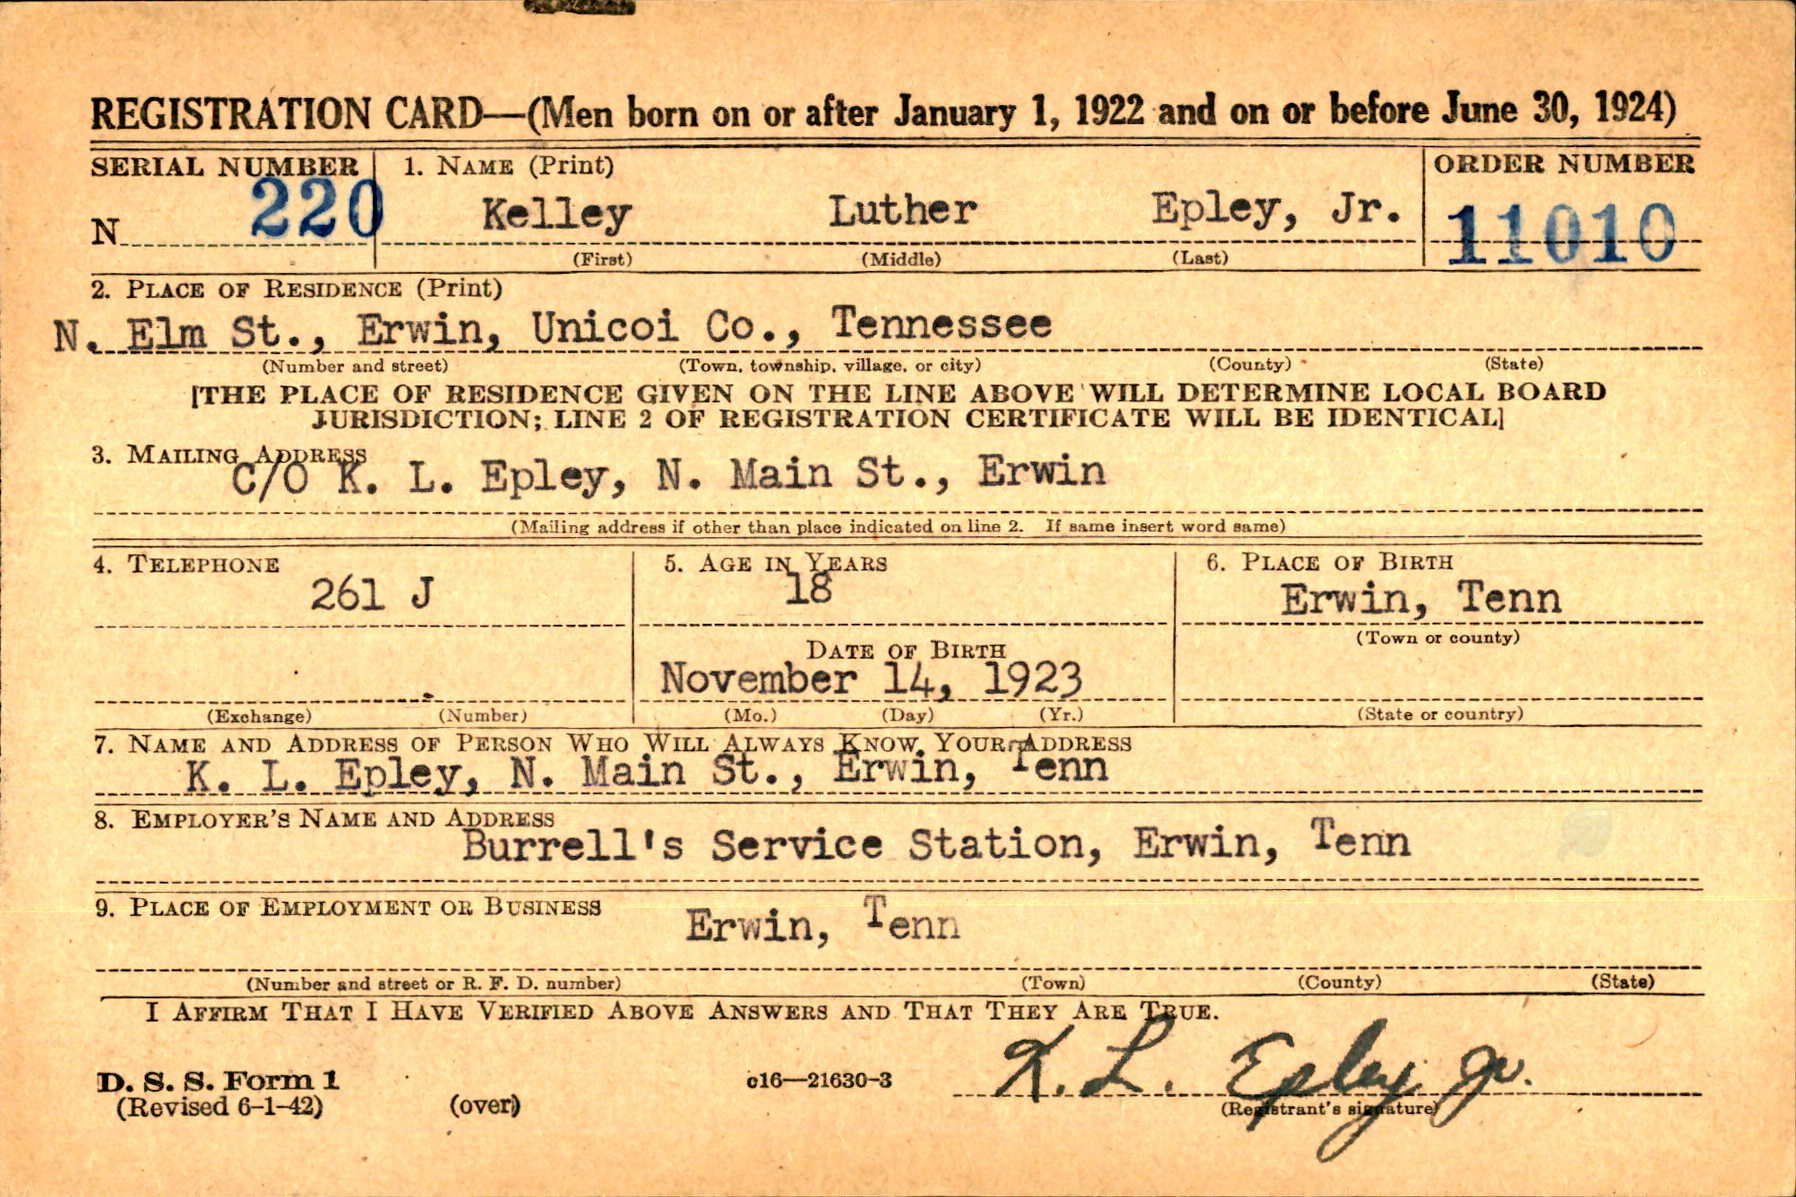 REGISTRATION CARD—(Men born on or after January 1, 1922 and on or before June 30, 1924)
SERIAL NUMBER 1. NAME (Print) ORDER NUMBER
N 220 Kelley Luther Epley, Jr. 11010
(First) (Middle) (Last)
2. PLACE OF RESIDENCE (Print)
N. Elm St., Erwin, Unicoi Co., Tennessee
(Number and street) (Town, township, village, or city) (County) (State)
[THE PLACE OF RESIDENCE GIVEN ON THE LINE ABOVE WILL DETERMINE LOCAL BOARD
JURISDICTION; LINE 2 OF REGISTRATION CERTIFICATE WILL BE IDENTICAL]
3. MAILING ADDRESS
C/O K. L. Epley, N. Main St., Erwin
(Mailing address if other than place indicated on line 2. If same insert word same)
4. TELEPHONE 5. AGE IN YEARS 6. PLACE OF BIRTH
261 J 18 Erwin, Tenn
(Town or county)
DATE OF BIRTH
November 14, 1923
(Exchange) (Number) (Mo.) (Day) (Yr.) (State or country)
7. NAME AND ADDRESS OF PERSON WHO WILL ALWAYS KNOW YOUR ADDRESS
K. L. Epley, N. Main St., Erwin, Tenn
8. EMPLOYER'S NAME AND ADDRESS
Burrell's Service Station, Erwin, Tenn
9. PLACE OF EMPLOYMENT OR BUSINESS
Erwin, Tenn
(Number and street or R. F. D. number) (Town) (County) (State)
I AFFIRM THAT I HAVE VERIFIED ABOVE ANSWERS AND THAT THEY ARE TRUE.
D. S. S. Form 1 c16—21630-3 K. L. Epley Jr.
(Revised 6-1-42) (over) (Registrant's signature)